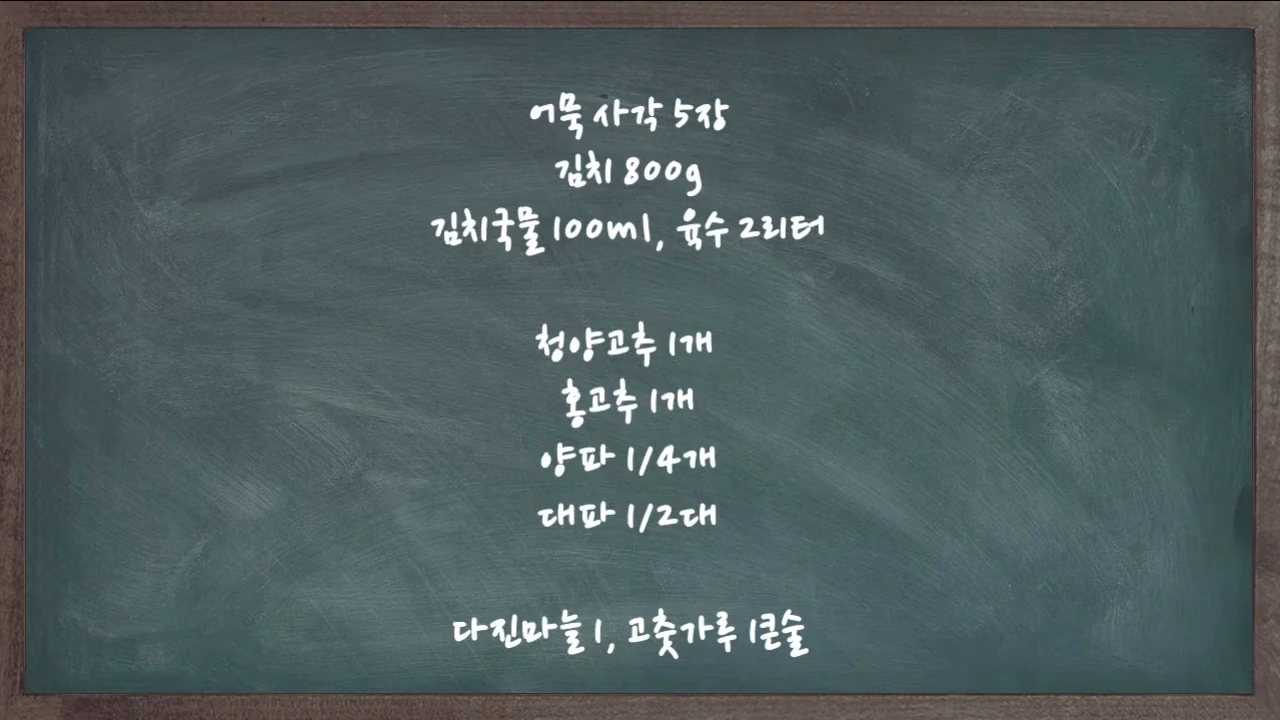 어묵 사각 5장
김치 800g
김치국물 100ml, 육수 2리터
청양고추 1개
홍고추 1개
양파 1/4개
대파 1/2대
다진마늘 1, 고춧가루 1큰술